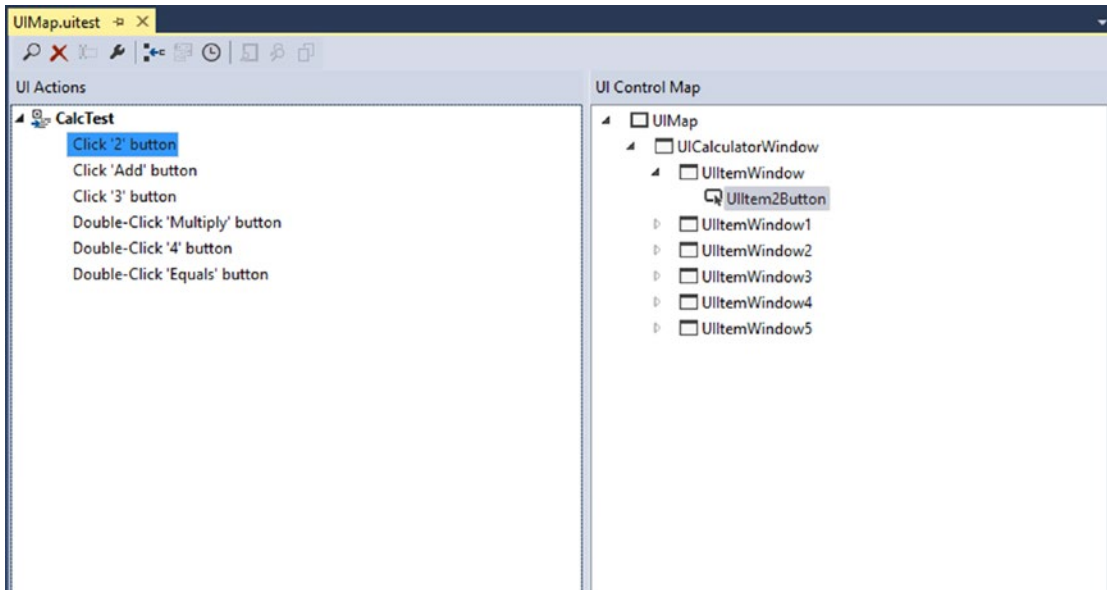 UIMap.uitest
UI Actions
CalcTest
Click '2' button
Click 'Add' button
Click '3' button
Double-Click 'Multiply' button
Double-Click '4' button
Double-Click 'Equals' button
UI Control Map
UIMap
UICalculatorWindow
UIItemWindow
UIItem2Button
UIItemWindow1
UIItemWindow2
UIItemWindow3
UIItemWindow4
UIItemWindow5